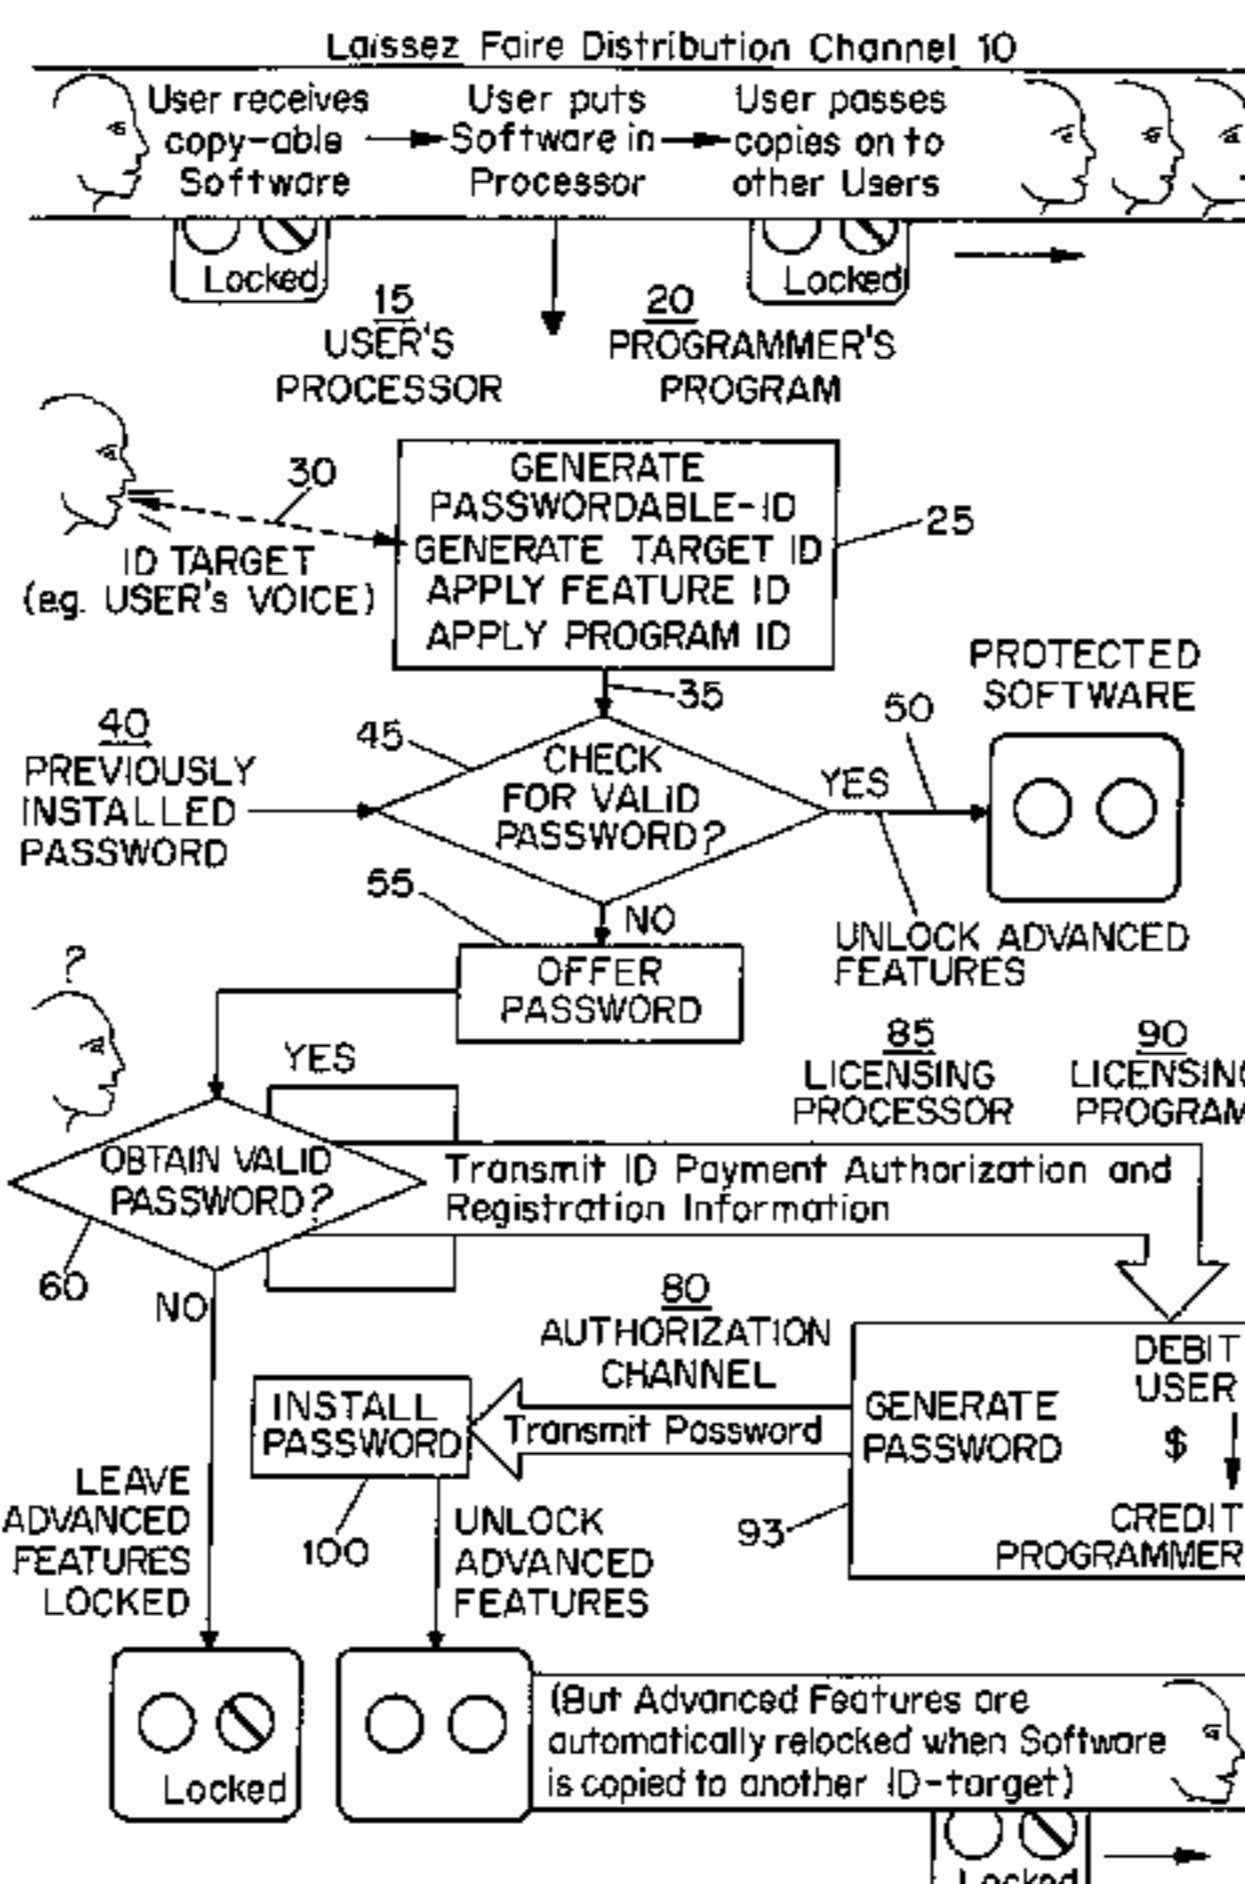 Laissez Faire Distribution Channel 10
User receives
copy-able
Software
User puts
Software in
Processor
User passes
copies on to
other Users
Locked
Locked
15
USER'S
PROCESSOR
20
PROGRAMMER'S
PROGRAM
30
ID TARGET
(eg. USER's VOICE)
GENERATE
PASSWORDABLE-ID
GENERATE TARGET ID
APPLY FEATURE ID
APPLY PROGRAM ID
25
35
40
PREVIOUSLY
INSTALLED
PASSWORD
45
CHECK
FOR VALID
PASSWORD?
YES
50
PROTECTED
SOFTWARE
UNLOCK ADVANCED
FEATURES
55
NO
OFFER
PASSWORD
?
YES
85
LICENSING
PROCESSOR
90
LICENSING
PROGRAM
OBTAIN VALID
PASSWORD?
Transmit ID Payment Authorization and
Registration Information
60
NO
80
AUTHORIZATION
CHANNEL
INSTALL
PASSWORD
Transmit Password
GENERATE
PASSWORD
DEBIT
USER
$
CREDIT
PROGRAMMER
93
100
LEAVE
ADVANCED
FEATURES
LOCKED
UNLOCK
ADVANCED
FEATURES
Locked
(But Advanced Features are
automatically relocked when Software
is copied to another ID-target)
Locked